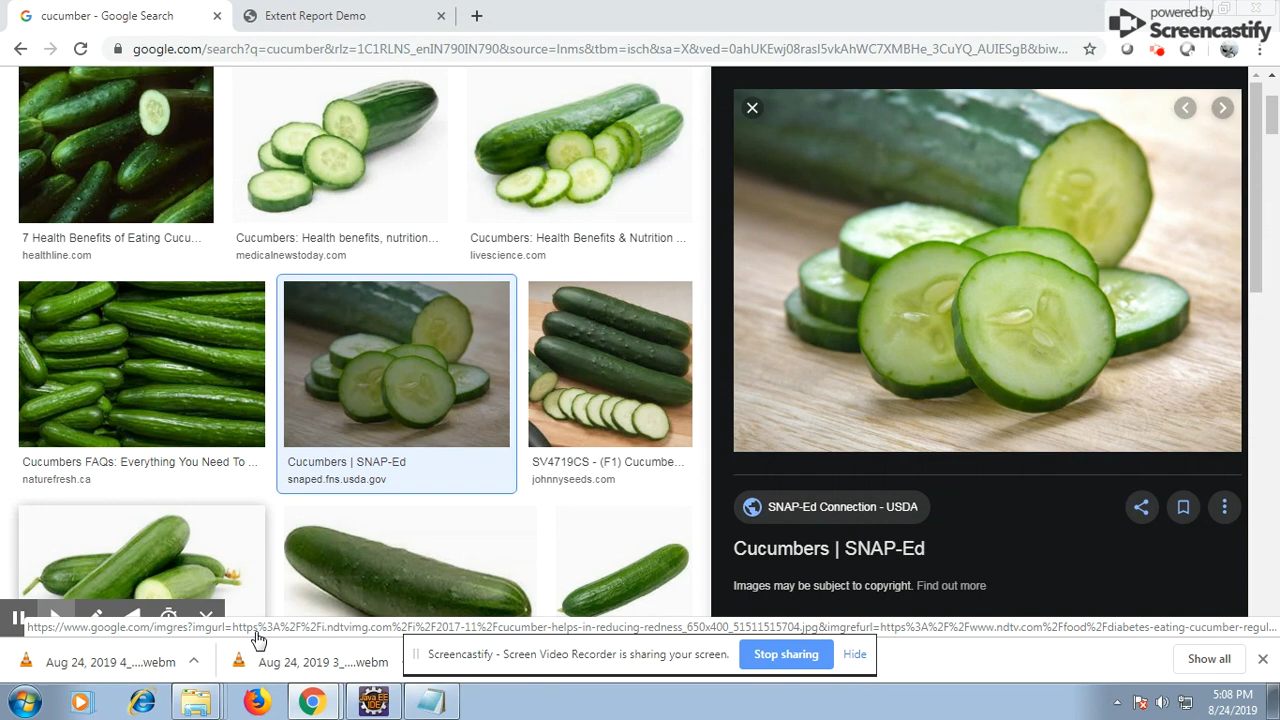 cucumber - Google Search
Extent Report Demo
powered by
Screencastify
google.com/search?q=cucumber&rlz=1C1RLNS_enIN790IN790&source=lnms&tbm=isch&sa=X&ved=0ahUKEwj08rasl5vkAhWC7XMBHe_3CuYQ_AUIESgB&biw...
7 Health Benefits of Eating Cucu...
healthline.com
Cucumbers: Health benefits, nutrition...
medicalnewstoday.com
Cucumbers: Health Benefits & Nutrition ...
livescience.com
Cucumbers FAQs: Everything You Need To ...
naturefresh.ca
Cucumbers | SNAP-Ed
snaped.fns.usda.gov
SV4719CS - (F1) Cucumbe...
johnnyseeds.com
SNAP-Ed Connection - USDA
Cucumbers | SNAP-Ed
Images may be subject to copyright. Find out more
https://www.google.com/imgres?imgurl=https%3A%2F%2Fi.ndtvimg.com%2Fi%2F2017-11%2Fcucumber-helps-in-reducing-redness_650x400_51511515704.jpg&imgrefurl=https%3A%2F%2Fwww.ndtv.com%2Ffood%2Fdiabetes-eating-cucumber-regul...
Aug 24, 2019 4_....webm
Aug 24, 2019 3_....webm
Screencastify - Screen Video Recorder is sharing your screen.
Stop sharing
Hide
Show all
Java EE
IDE
5:08 PM
8/24/2019